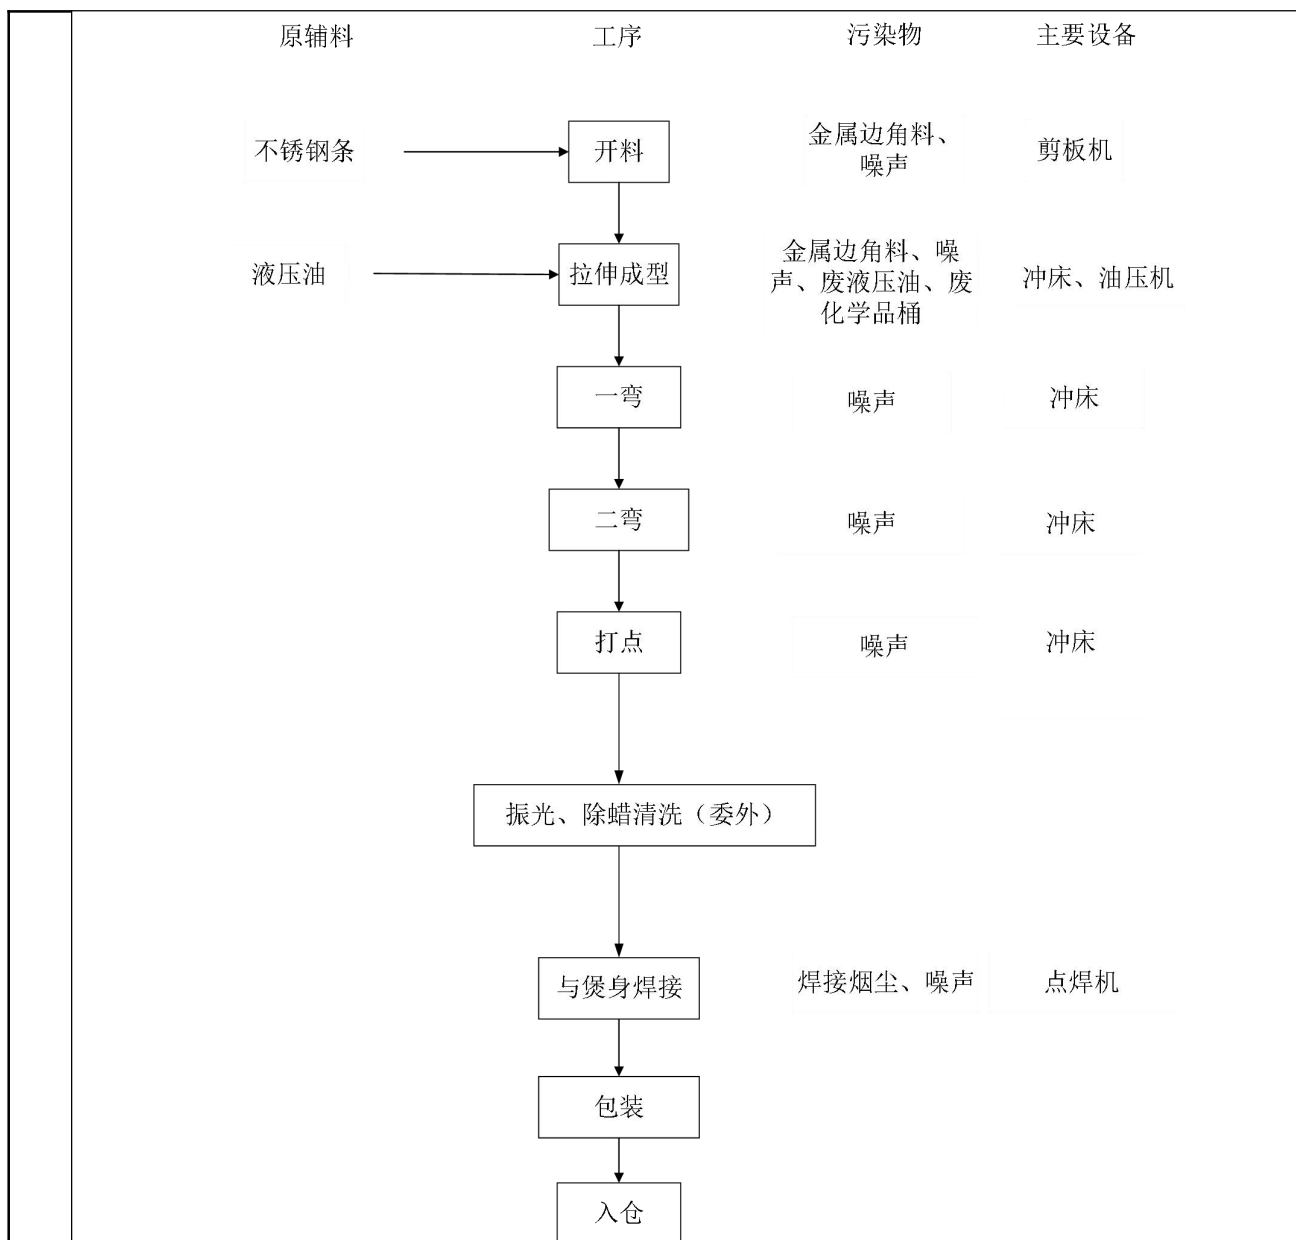 原辅料 工序 污染物 主要设备
不锈钢条 开料 金属边角料、
噪声 剪板机
液压油 拉伸成型 金属边角料、噪
声、废液压油、废
化学品桶 冲床、油压机
一弯 噪声 冲床
二弯 噪声 冲床
打点 噪声 冲床
振光、除蜡清洗（委外）
与煲身焊接 焊接烟尘、噪声 点焊机
包装
入仓